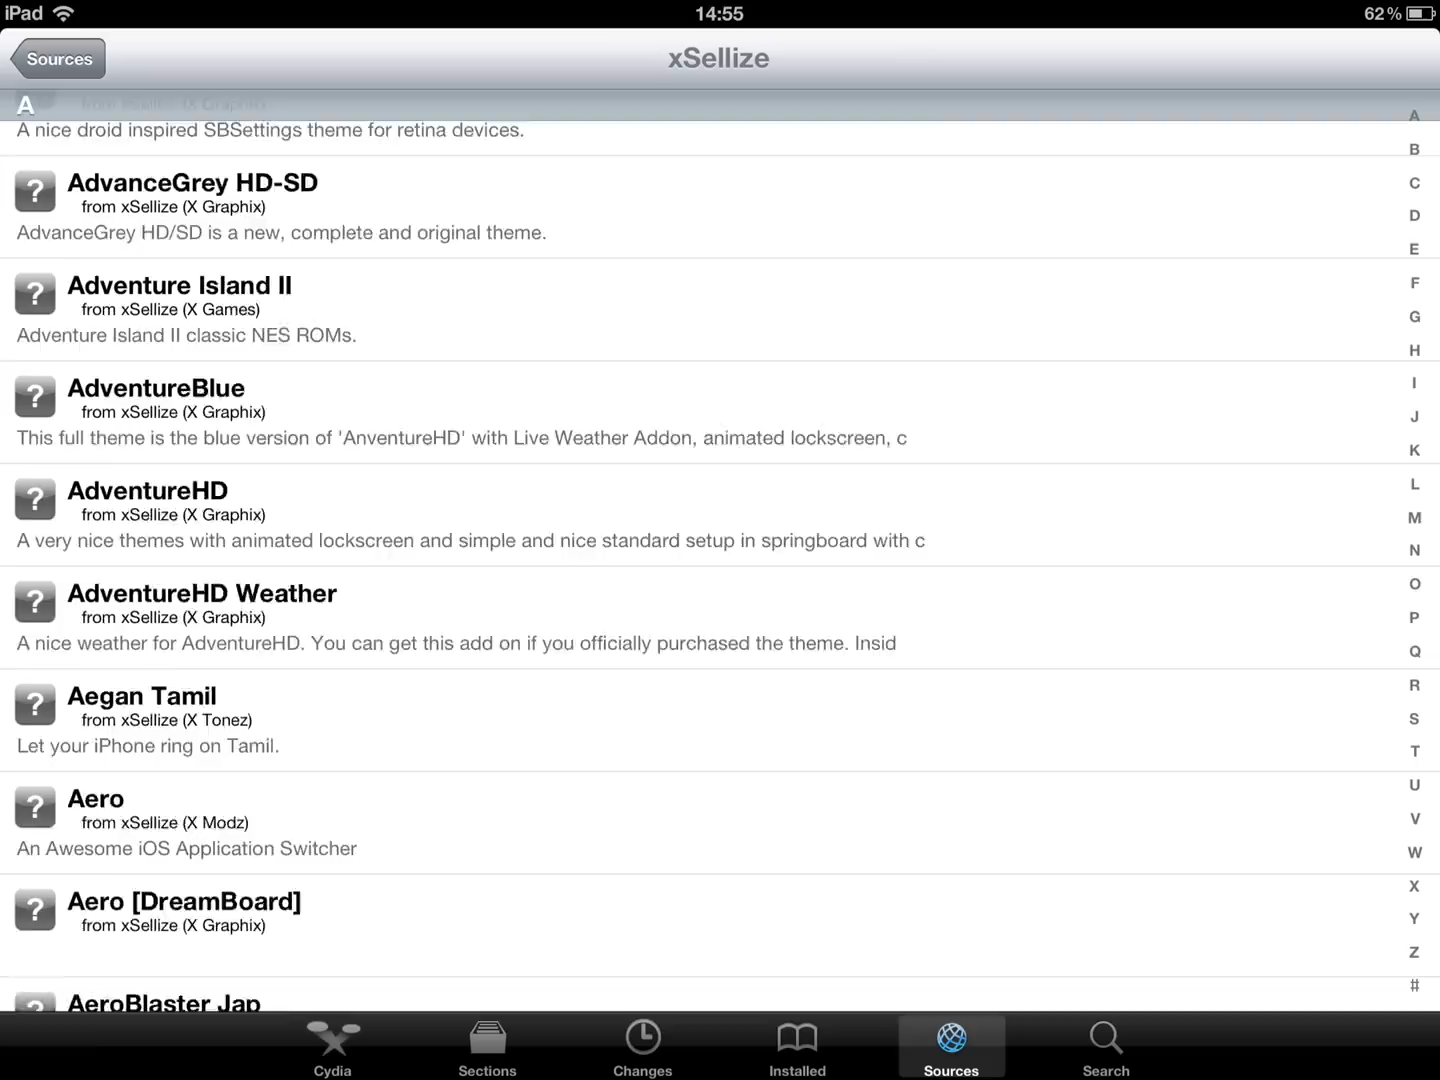 iPad 14:55 62%
Sources xSellize
A from xSellize (X Graphix)
A nice droid inspired SBSettings theme for retina devices.
? AdvanceGrey HD-SD
from xSellize (X Graphix)
AdvanceGrey HD/SD is a new, complete and original theme.
? Adventure Island II
from xSellize (X Games)
Adventure Island II classic NES ROMs.
? AdventureBlue
from xSellize (X Graphix)
This full theme is the blue version of 'AnventureHD' with Live Weather Addon, animated lockscreen, c
? AdventureHD
from xSellize (X Graphix)
A very nice themes with animated lockscreen and simple and nice standard setup in springboard with c
? AdventureHD Weather
from xSellize (X Graphix)
A nice weather for AdventureHD. You can get this add on if you officially purchased the theme. Insid
? Aegan Tamil
from xSellize (X Tonez)
Let your iPhone ring on Tamil.
? Aero
from xSellize (X Modz)
An Awesome iOS Application Switcher
? Aero [DreamBoard]
from xSellize (X Graphix)
? AeroBlaster Jap
A
B
C
D
E
F
G
H
I
J
K
L
M
N
O
P
Q
R
S
T
U
V
W
X
Y
Z
#
Cydia Sections Changes Installed Sources Search